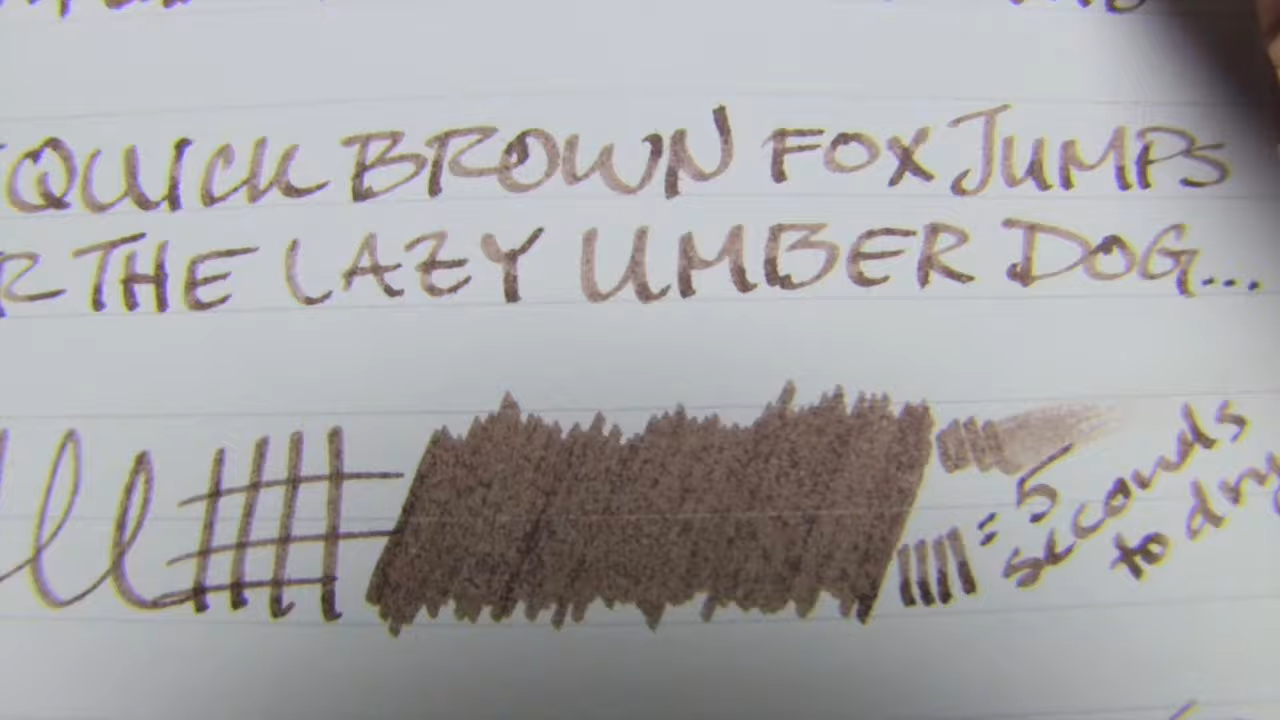 QUICK BROWN FOX JUMPS
R THE LAZY UMBER DOG...
= 5
seconds
to dry